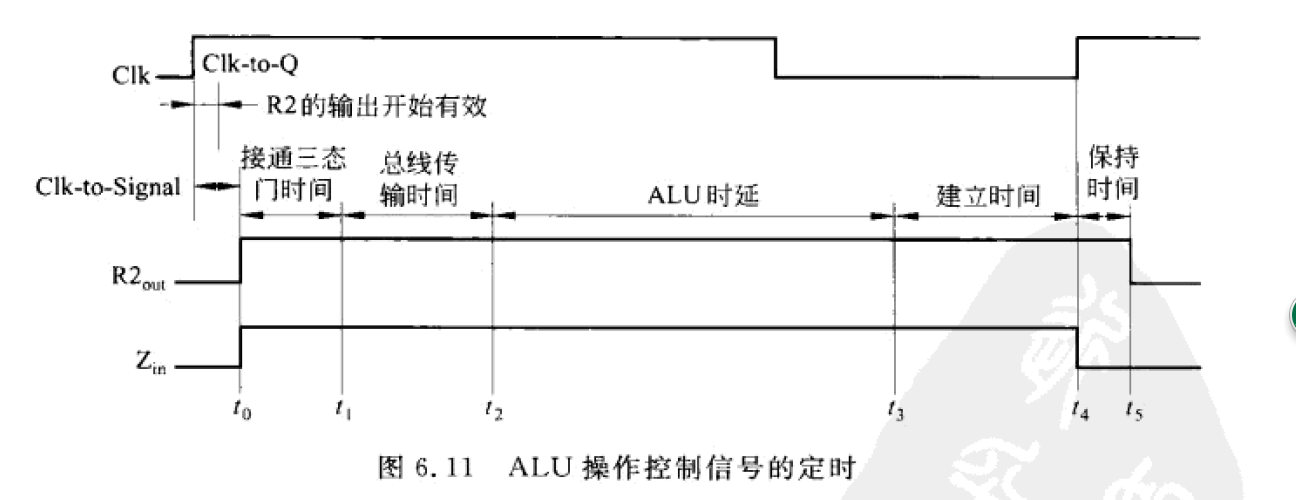 Clk
Clk-to-Q
R2的输出开始有效
Clk-to-Signal
接通三态
门时间
总线传
输时间
ALU时延
建立时间
保持
时间
R2out
Zin
t0
t1
t2
t3
t4
t5
图 6.11 ALU 操作控制信号的定时